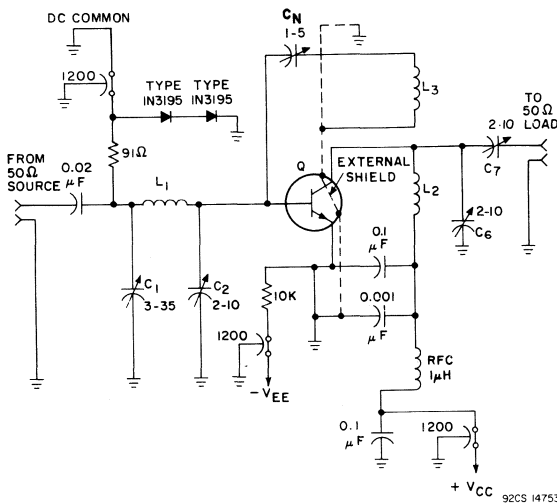 DC COMMON
1200
TYPE
1N3195
TYPE
1N3195
91Ω
FROM
50Ω
SOURCE
0.02
μF
L1
C1
3-35
C2
2-10
CN
1-5
L3
Q
EXTERNAL
SHIELD
TO
50Ω
LOAD
2-10
C7
L2
2-10
C6
0.1
μF
10K
0.001
μF
1200
-VEE
RFC
1μH
0.1
μF
1200
+ VCC
92CS 14753